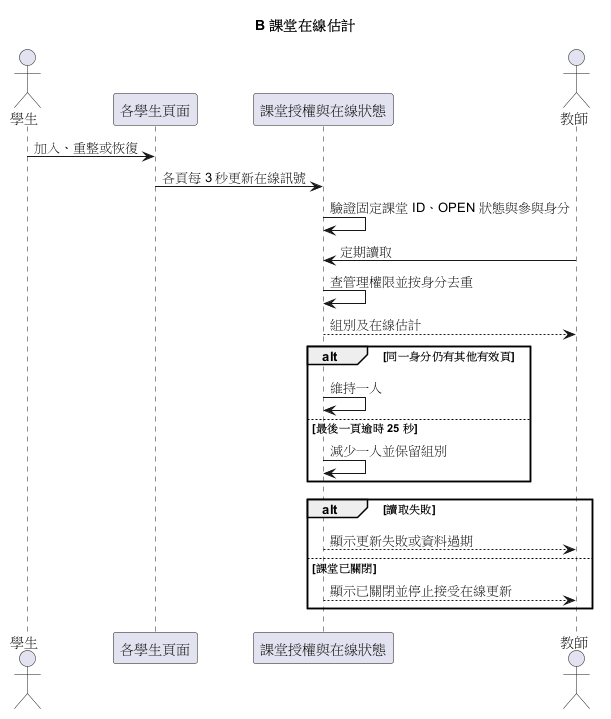 B 課堂在線估計
學生
各學生頁面
課堂授權與在線狀態
教師
加入、重整或恢復
各頁每 3 秒更新在線訊號
驗證固定課堂 ID、OPEN 狀態與參與身分
定期讀取
查管理權限並按身分去重
組別及在線估計
alt [同一身分仍有其他有效頁]
維持一人
[最後一頁逾時 25 秒]
減少一人並保留組別
alt [讀取失敗]
顯示更新失敗或資料過期
[課堂已關閉]
顯示已關閉並停止接受在線更新
學生
各學生頁面
課堂授權與在線狀態
教師